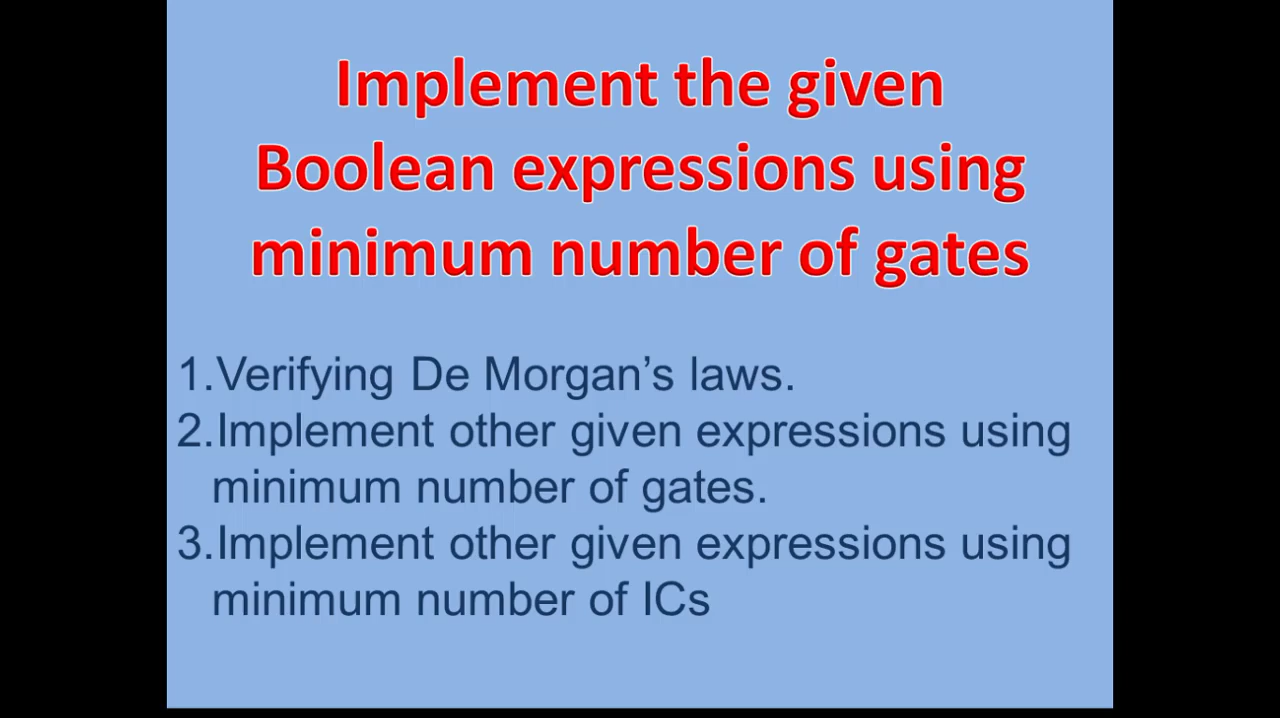 Implement the given
Boolean expressions using
minimum number of gates
1.Verifying De Morgan’s laws.
2.Implement other given expressions using
minimum number of gates.
3.Implement other given expressions using
minimum number of ICs